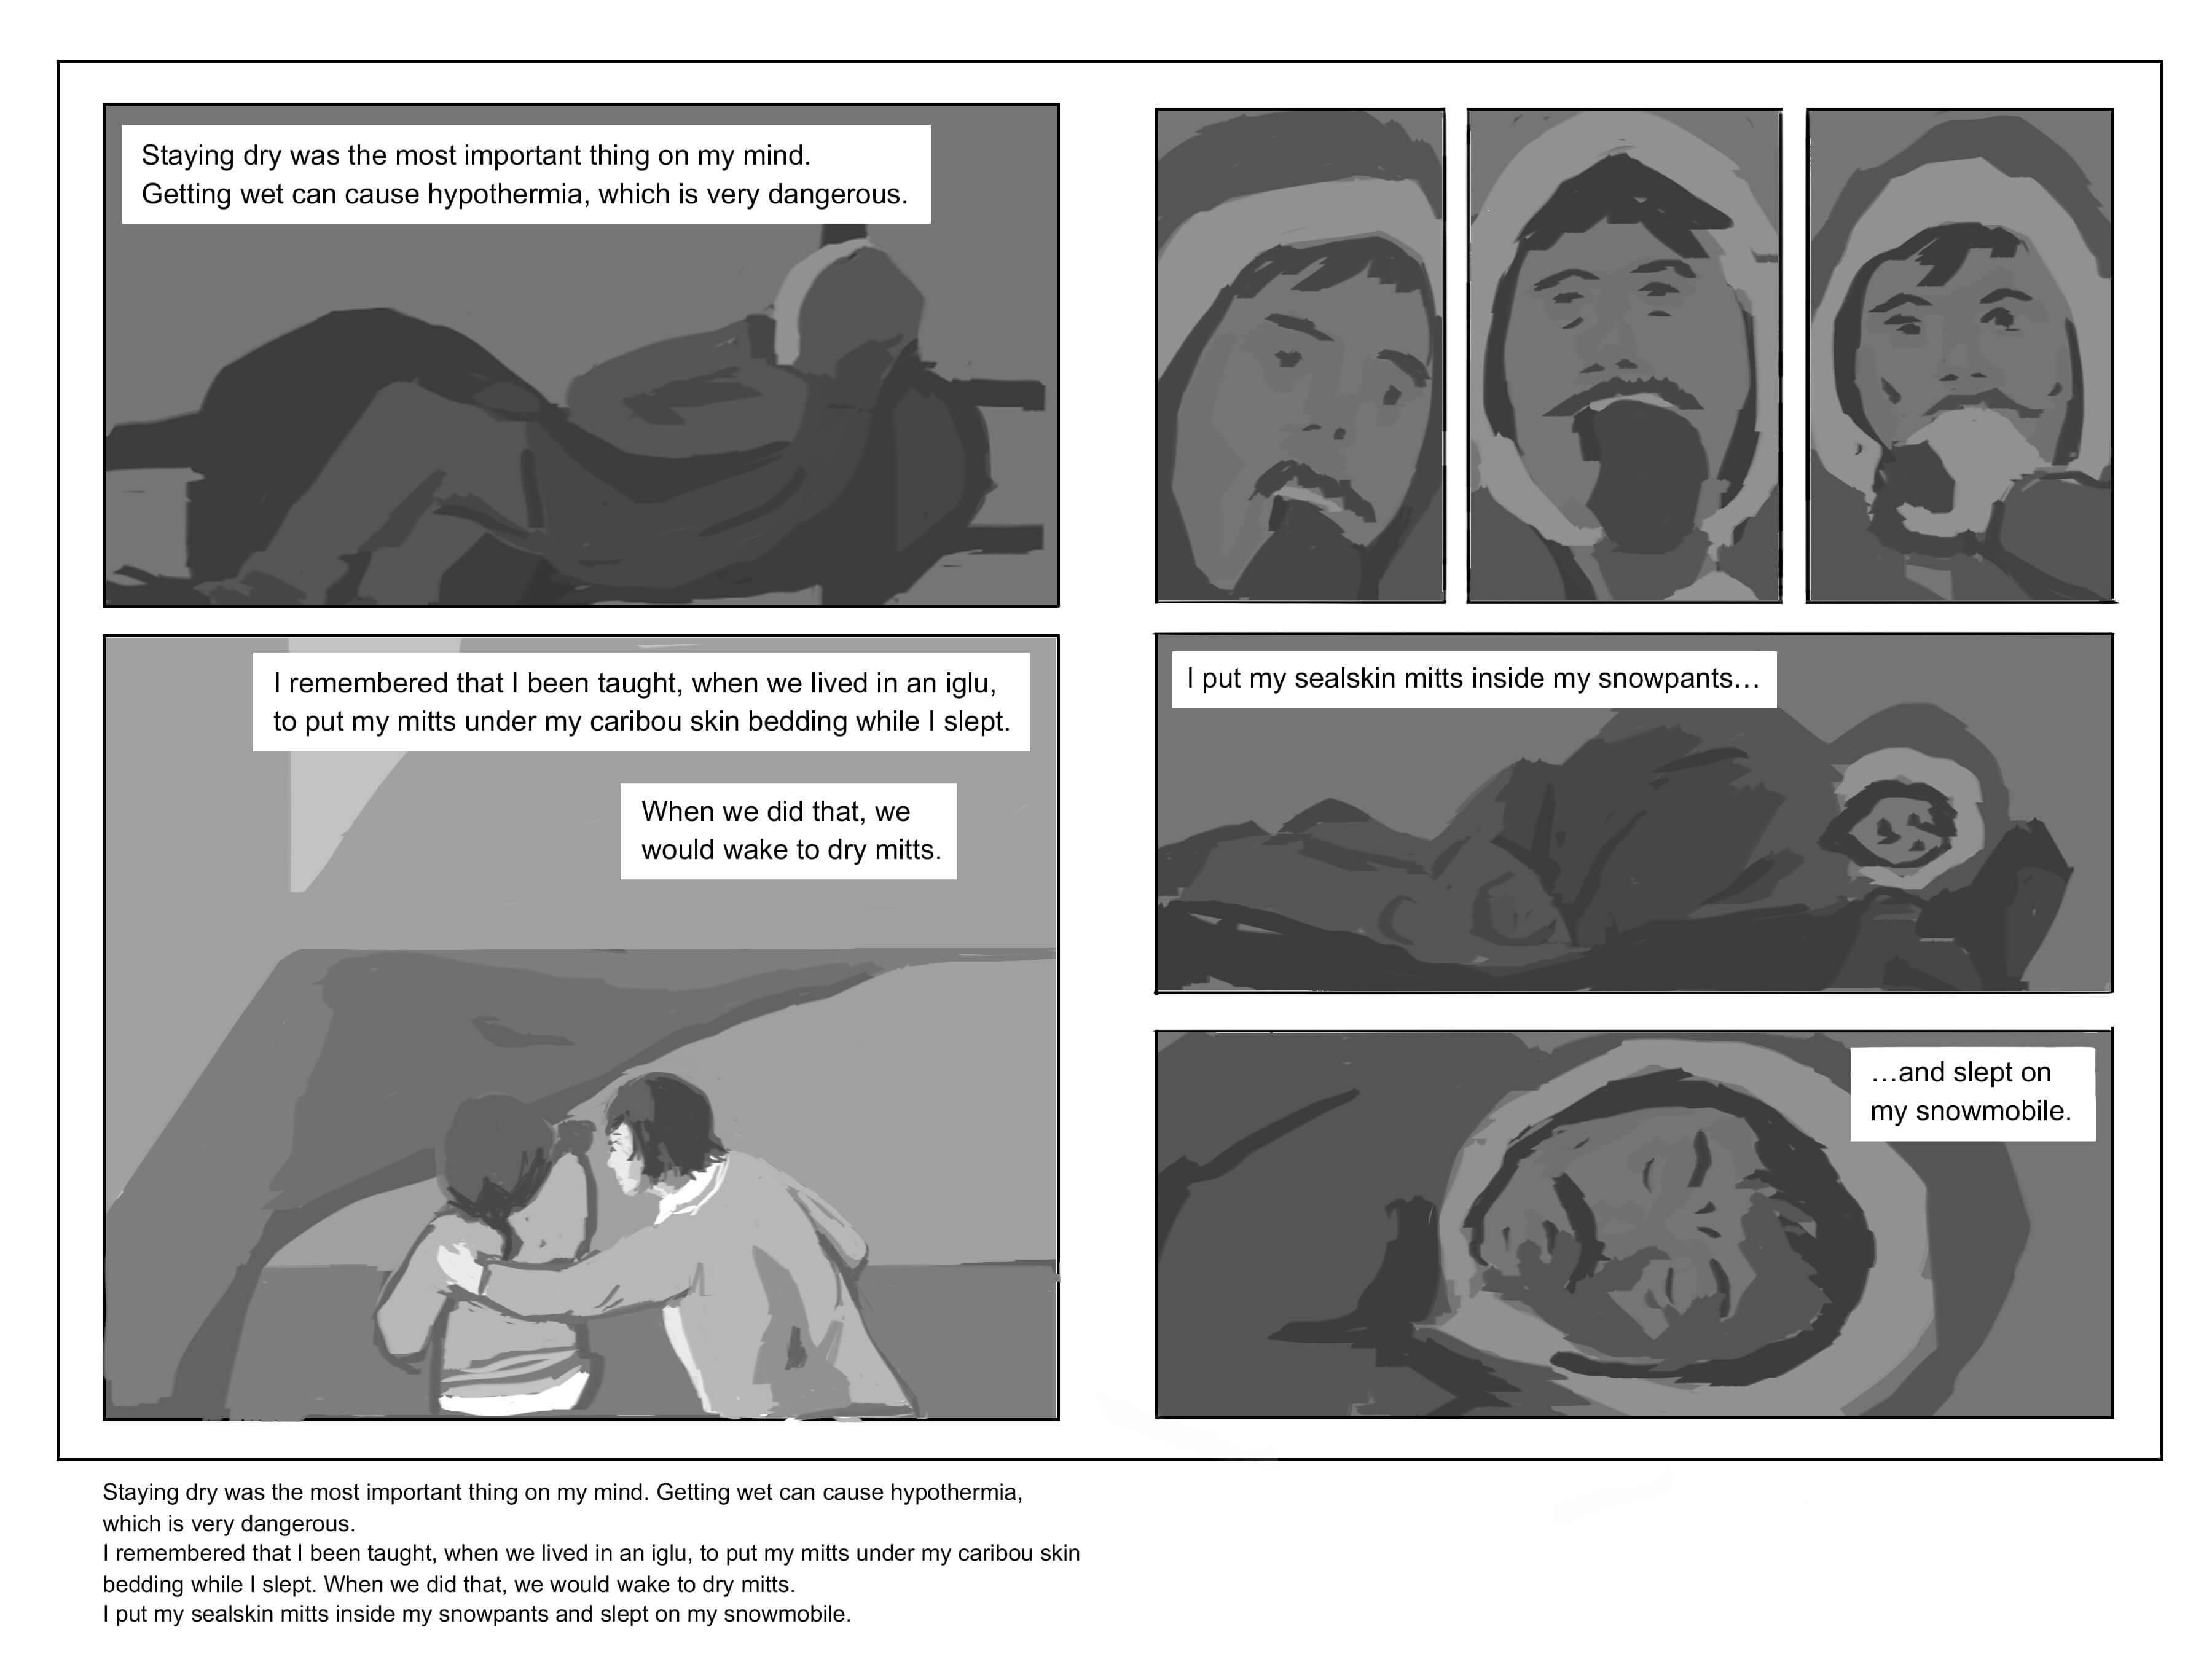 Staying dry was the most important thing on my mind.
Getting wet can cause hypothermia, which is very dangerous.
I remembered that I been taught, when we lived in an iglu,
to put my mitts under my caribou skin bedding while I slept.
When we did that, we
would wake to dry mitts.
I put my sealskin mitts inside my snowpants…
…and slept on
my snowmobile.
Staying dry was the most important thing on my mind. Getting wet can cause hypothermia,
which is very dangerous.
I remembered that I been taught, when we lived in an iglu, to put my mitts under my caribou skin
bedding while I slept. When we did that, we would wake to dry mitts.
I put my sealskin mitts inside my snowpants and slept on my snowmobile.